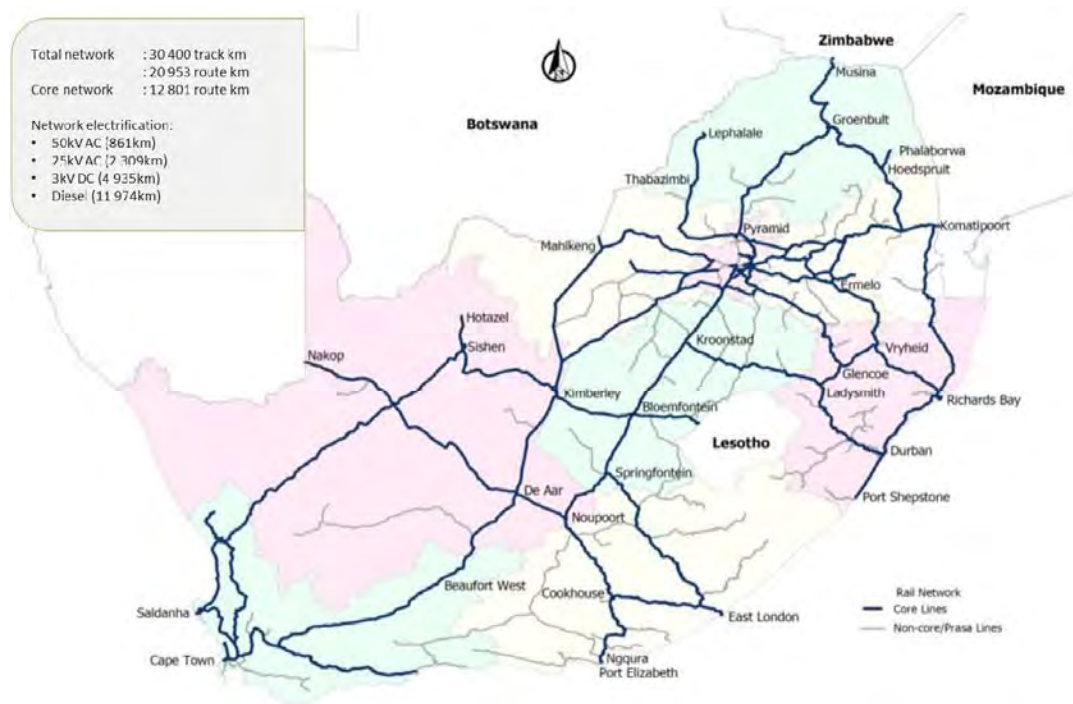 Total network : 30 400 track km
: 20 953 route km
Core network : 12 801 route km
Network electrification:
• 50kV AC (861km)
• 25kV AC (2 309km)
• 3kV DC (4 935km)
• Diesel (11 974km)
Zimbabwe
Musina
Mozambique
Botswana
Groenbult
Lephalale
Phalaborwa
Hoedspruit
Thabazimbi
Komatipoort
Pyramid
Mahikeng
Ermelo
Hotazel
Kroonstad
Sishen
Vryheid
Nakop
Glencoe
Kimberley
Ladysmith
Richards Bay
Bloemfontein
Lesotho
Durban
Springfontein
De Aar
Port Shepstone
Noupoort
Beaufort West
Cookhouse
Rail Network
Saldanha
East London
Core Lines
Non-core/Prasa Lines
Cape Town
Ngqura
Port Elizabeth